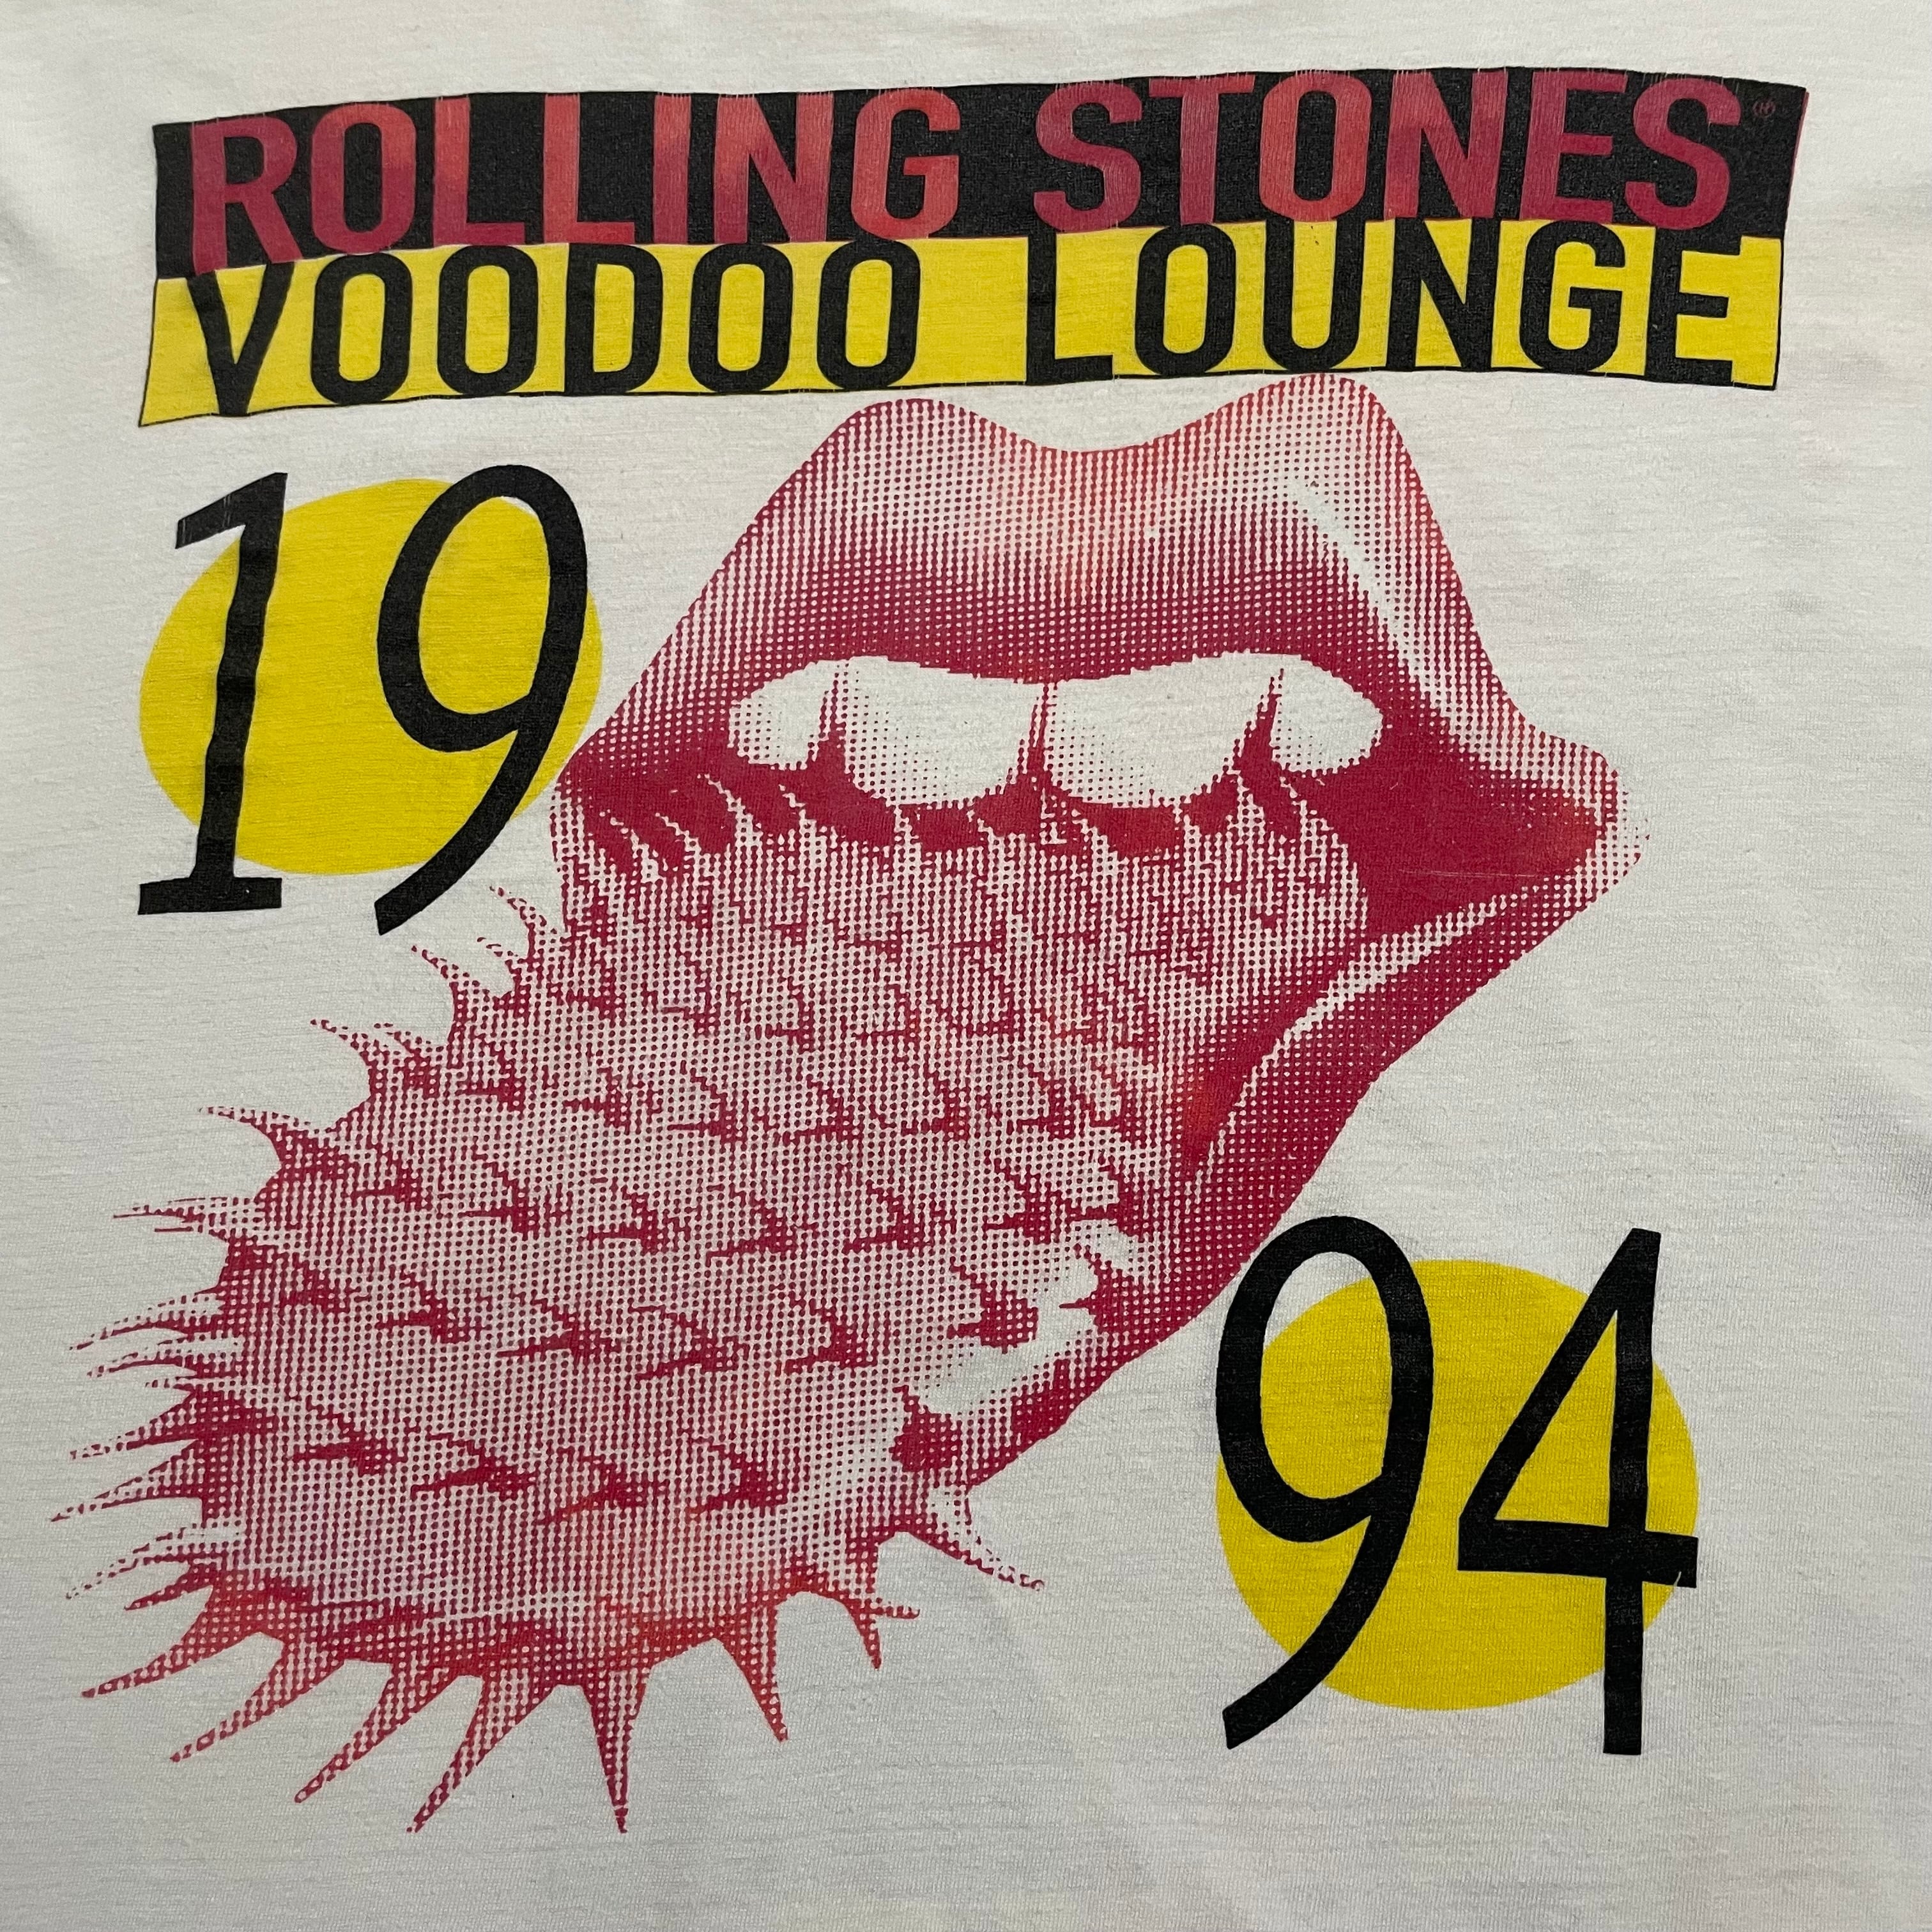 ROLLING STONES ®
VOODOO LOUNGE
19
94